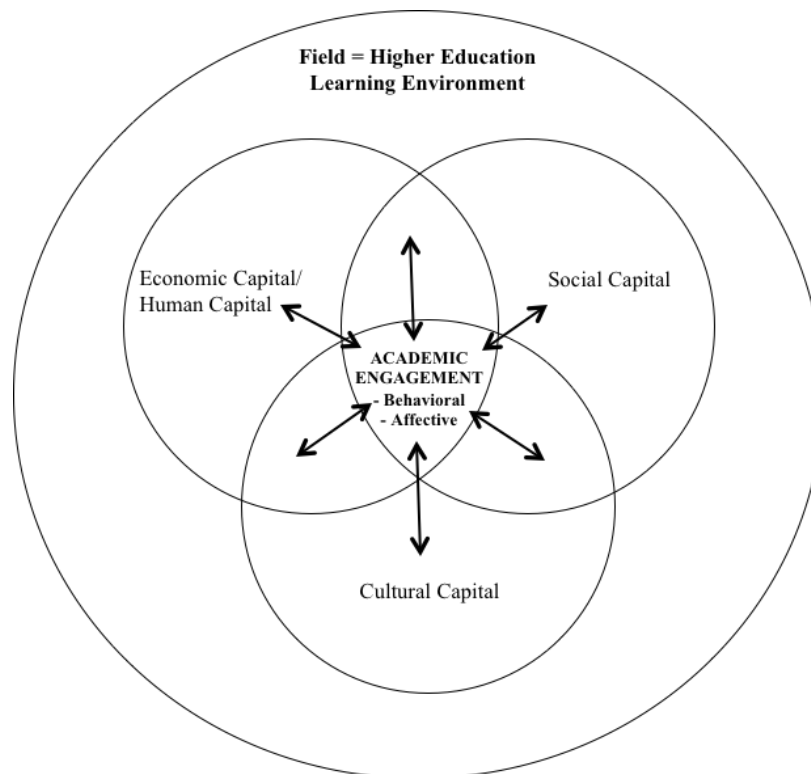 Field = Higher Education
Learning Environment
Economic Capital/
Human Capital
Social Capital
ACADEMIC
ENGAGEMENT
- Behavioral
- Affective
Cultural Capital